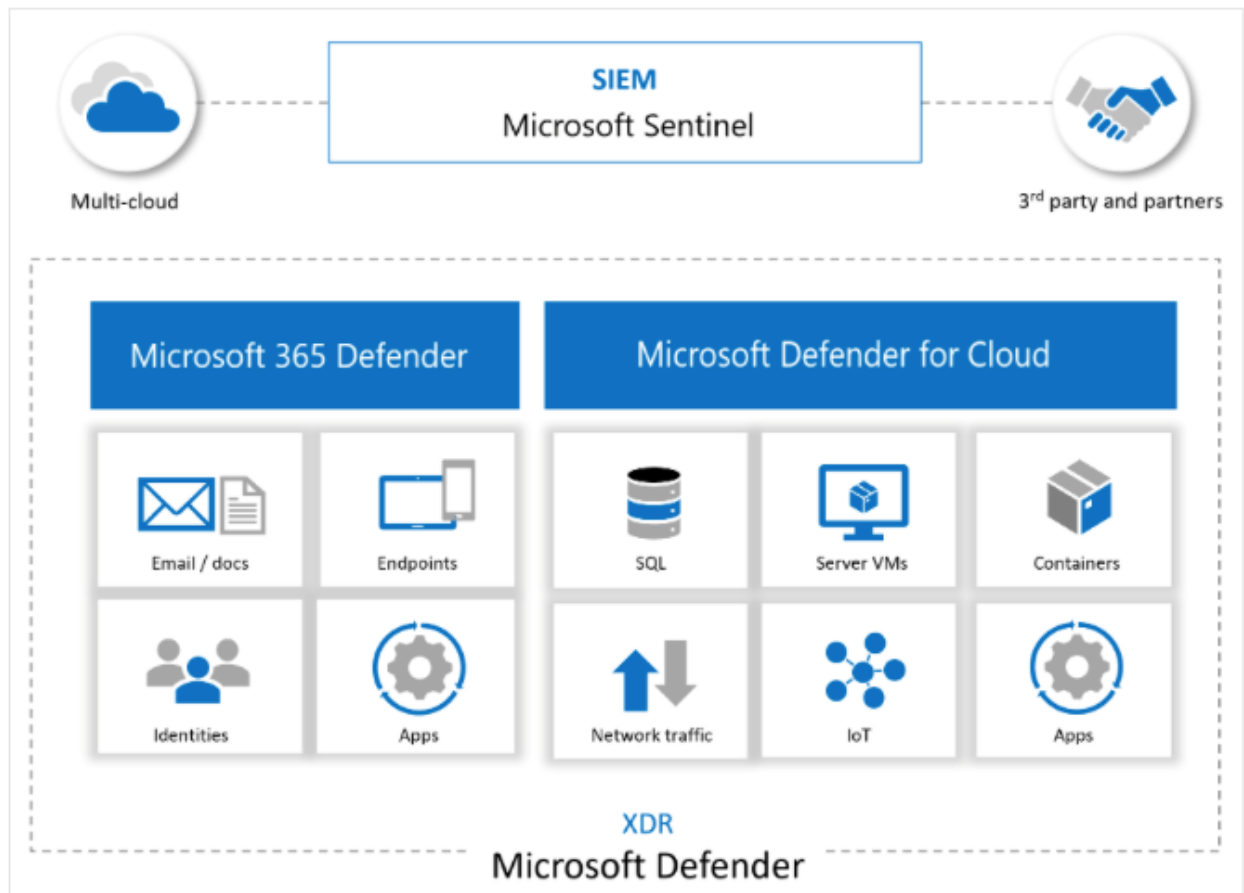 SIEM
Microsoft Sentinel
Multi-cloud
3rd party and partners
Microsoft 365 Defender
Microsoft Defender for Cloud
Email / docs
Endpoints
SQL
Server VMs
Containers
Identities
Apps
Network traffic
IoT
Apps
XDR
Microsoft Defender